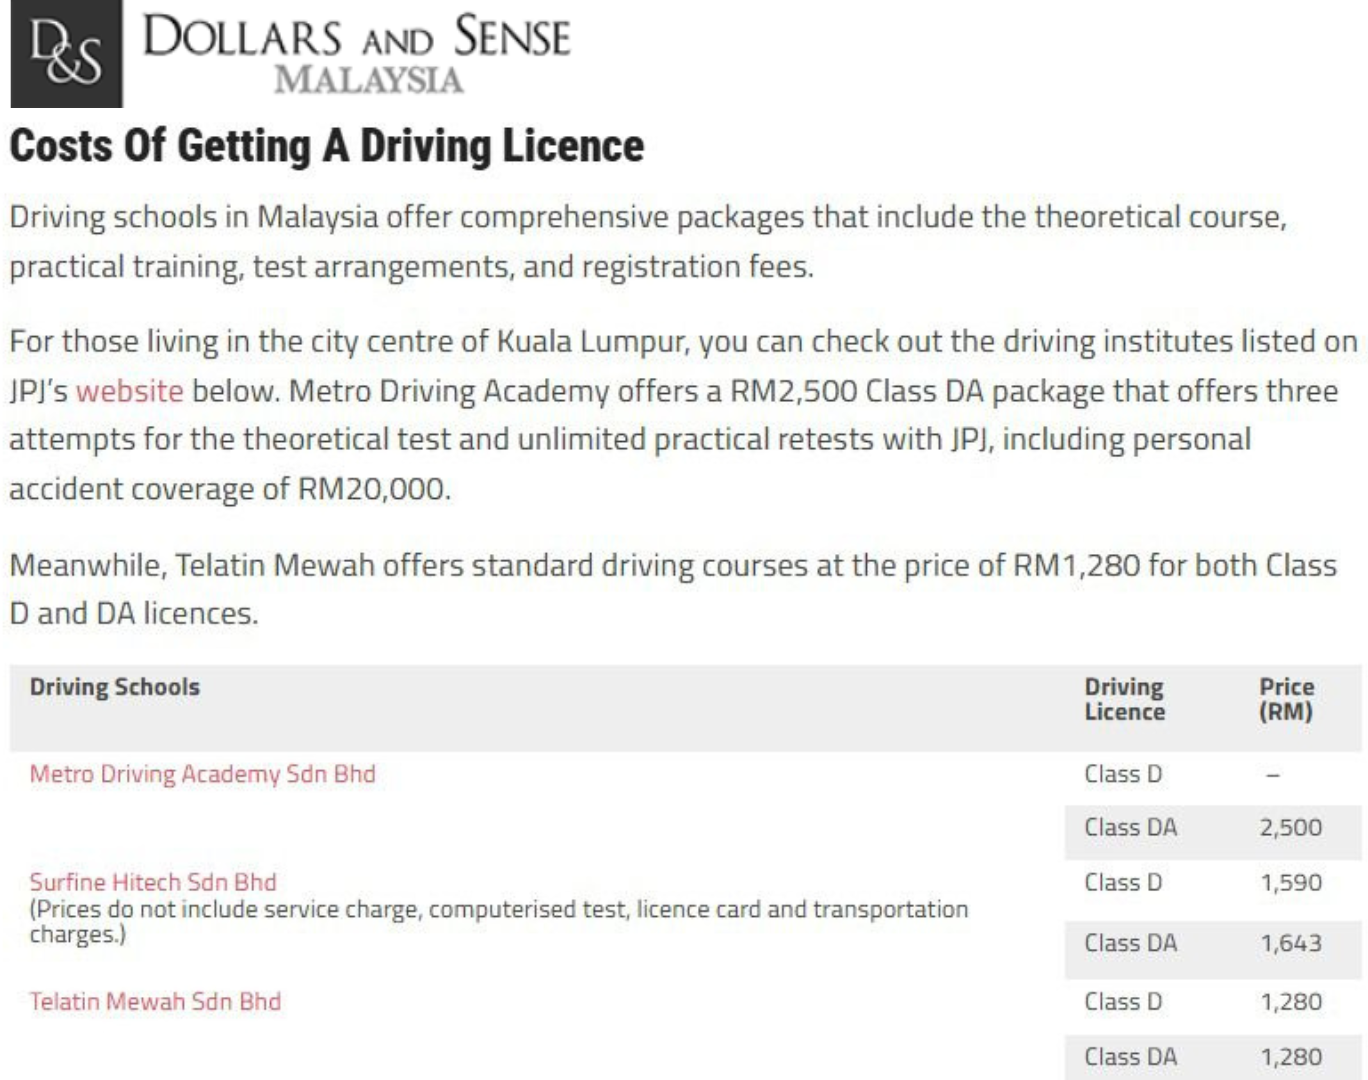 D&S
DOLLARS AND SENSE
MALAYSIA
Costs Of Getting A Driving Licence
Driving schools in Malaysia offer comprehensive packages that include the theoretical course,
practical training, test arrangements, and registration fees.
For those living in the city centre of Kuala Lumpur, you can check out the driving institutes listed on
JPJ’s website below. Metro Driving Academy offers a RM2,500 Class DA package that offers three
attempts for the theoretical test and unlimited practical retests with JPJ, including personal
accident coverage of RM20,000.
Meanwhile, Telatin Mewah offers standard driving courses at the price of RM1,280 for both Class
D and DA licences.
Driving Schools Driving Licence Price (RM)
Metro Driving Academy Sdn Bhd Class D –
Class DA 2,500
Surfine Hitech Sdn Bhd Class D 1,590
(Prices do not include service charge, computerised test, licence card and transportation
charges.)
Class DA 1,643
Telatin Mewah Sdn Bhd Class D 1,280
Class DA 1,280